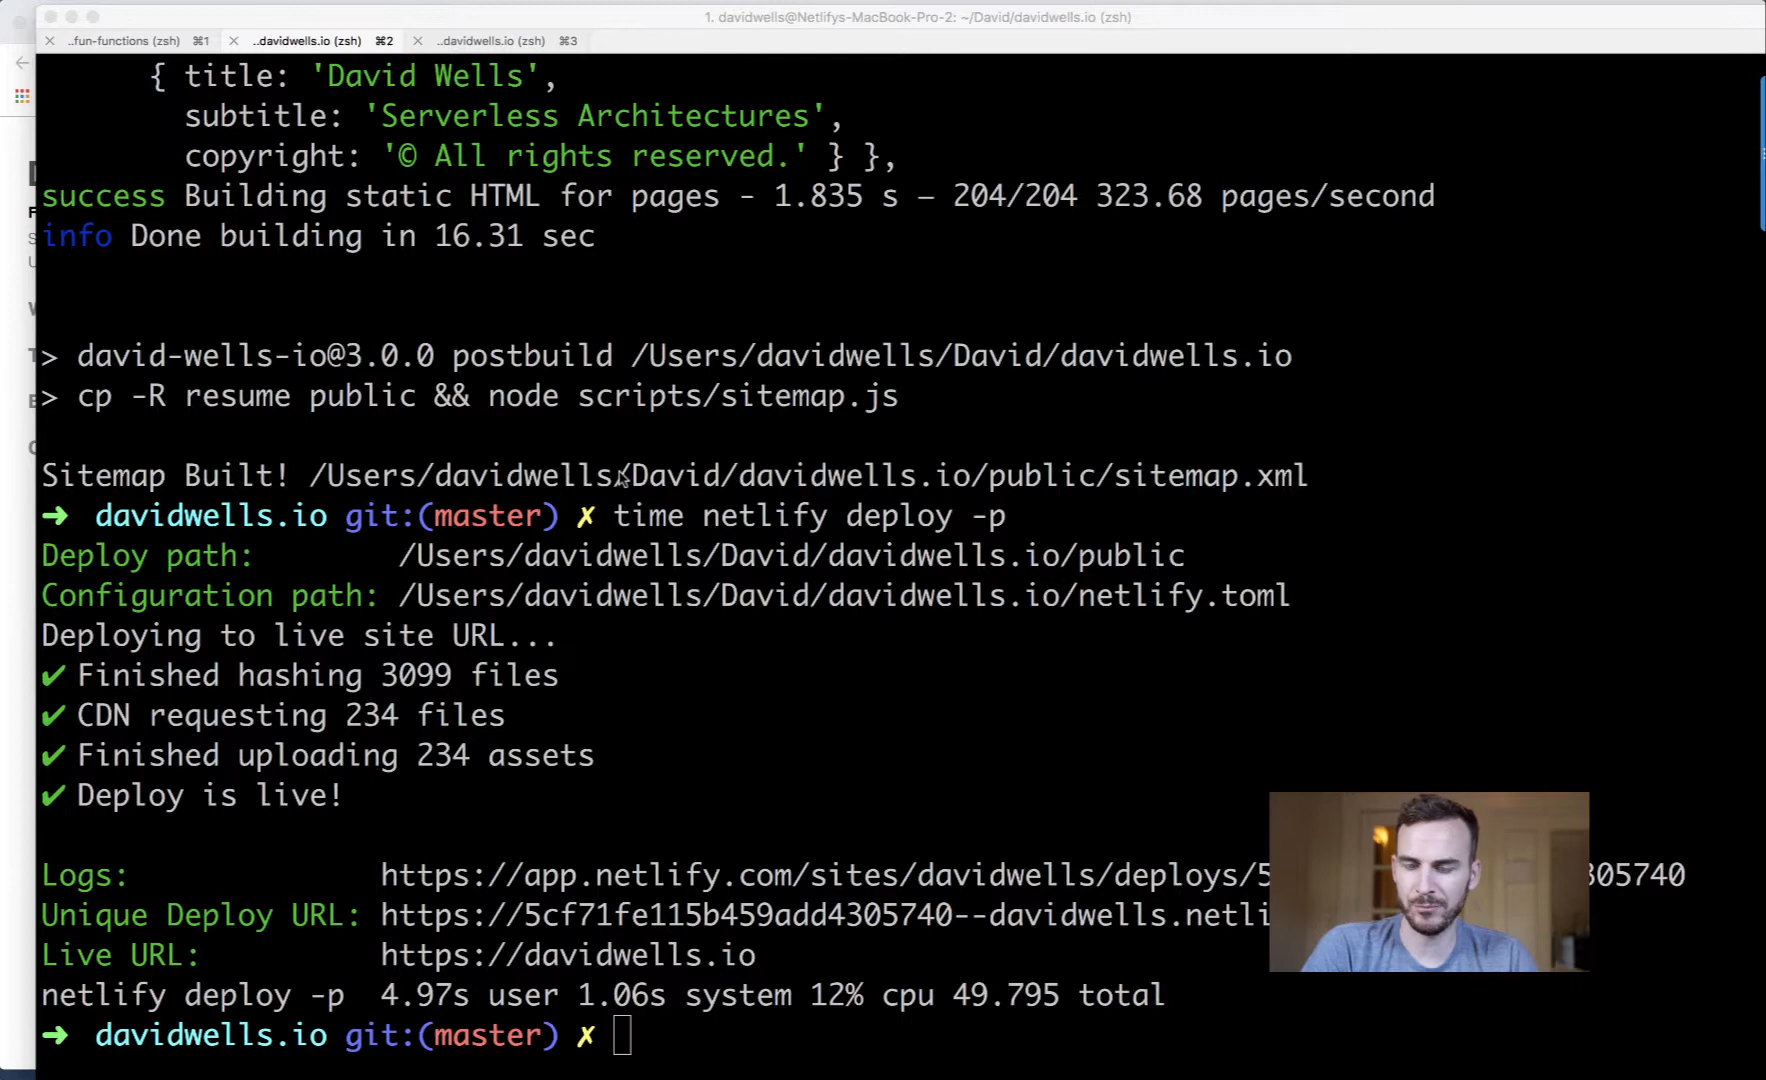 1. davidwells@Netlifys-MacBook-Pro-2: ~/David/davidwells.io (zsh)
..fun-functions (zsh) ⌘1 ..davidwells.io (zsh) ⌘2 ..davidwells.io (zsh) ⌘3
{ title: 'David Wells',
subtitle: 'Serverless Architectures',
copyright: '© All rights reserved.' } },
success Building static HTML for pages - 1.835 s — 204/204 323.68 pages/second
info Done building in 16.31 sec
> david-wells-io@3.0.0 postbuild /Users/davidwells/David/davidwells.io
> cp -R resume public && node scripts/sitemap.js
Sitemap Built! /Users/davidwells/David/davidwells.io/public/sitemap.xml
➜ davidwells.io git:(master) ✗ time netlify deploy -p
Deploy path: /Users/davidwells/David/davidwells.io/public
Configuration path: /Users/davidwells/David/davidwells.io/netlify.toml
Deploying to live site URL...
✔ Finished hashing 3099 files
✔ CDN requesting 234 files
✔ Finished uploading 234 assets
✔ Deploy is live!
Logs: https://app.netlify.com/sites/davidwells/deploys/5 305740
Unique Deploy URL: https://5cf71fe115b459add4305740--davidwells.netli
Live URL: https://davidwells.io
netlify deploy -p 4.97s user 1.06s system 12% cpu 49.795 total
➜ davidwells.io git:(master) ✗